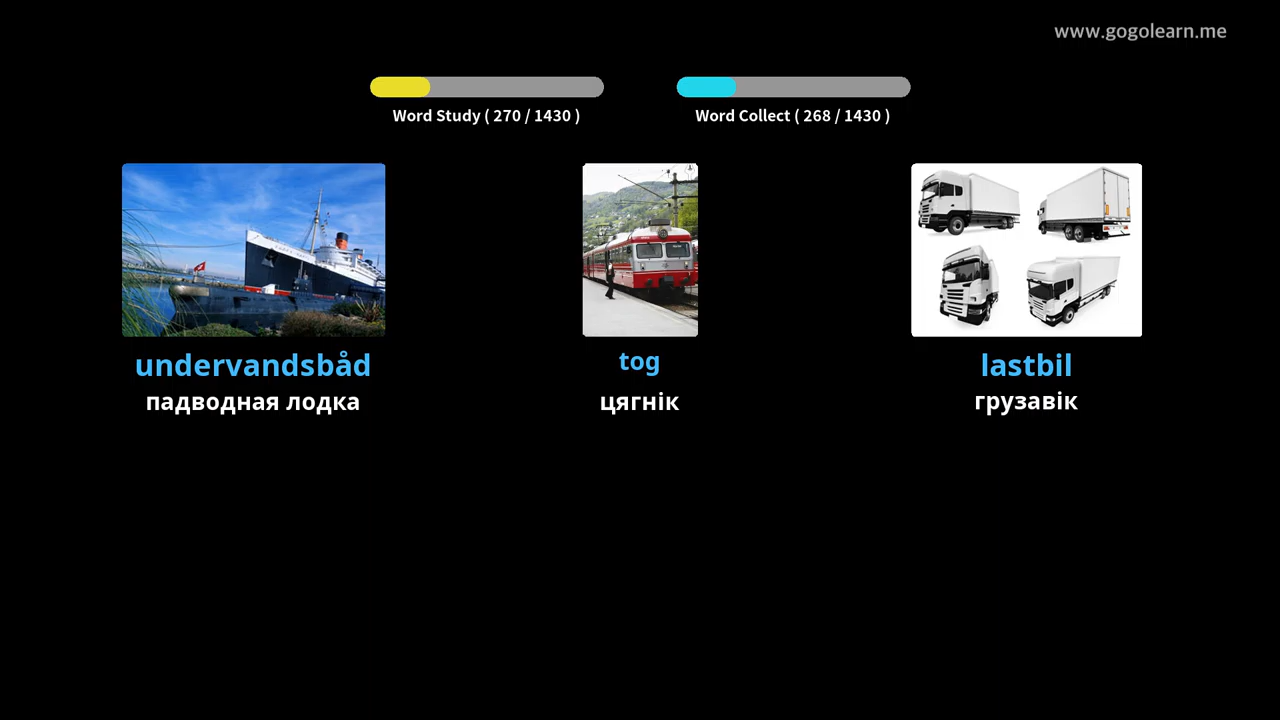 www.gogolearn.me
Word Study ( 270 / 1430 )
Word Collect ( 268 / 1430 )
undervandsbåd
падводная лодка
tog
цягнік
lastbil
грузавік